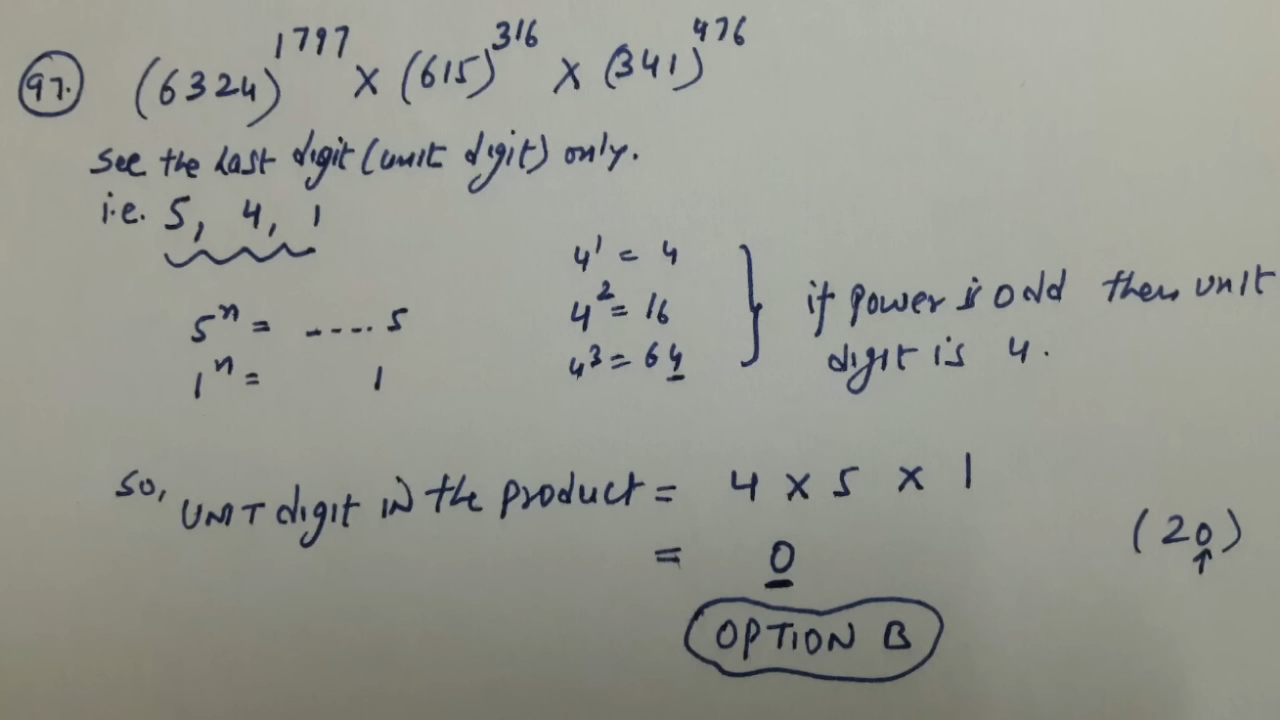 97. (6324)^1797 × (615)^316 × (341)^476
See the Last digit (unit digit) only.
i.e. 5, 4, 1
5^n = ----. 5
1^n = 1
4^1 = 4
4^2 = 16
4^3 = 64
if power is odd then unit
digit is 4.
So, UNIT digit in the product = 4 × 5 × 1
= 0
(20)
↑
OPTION B